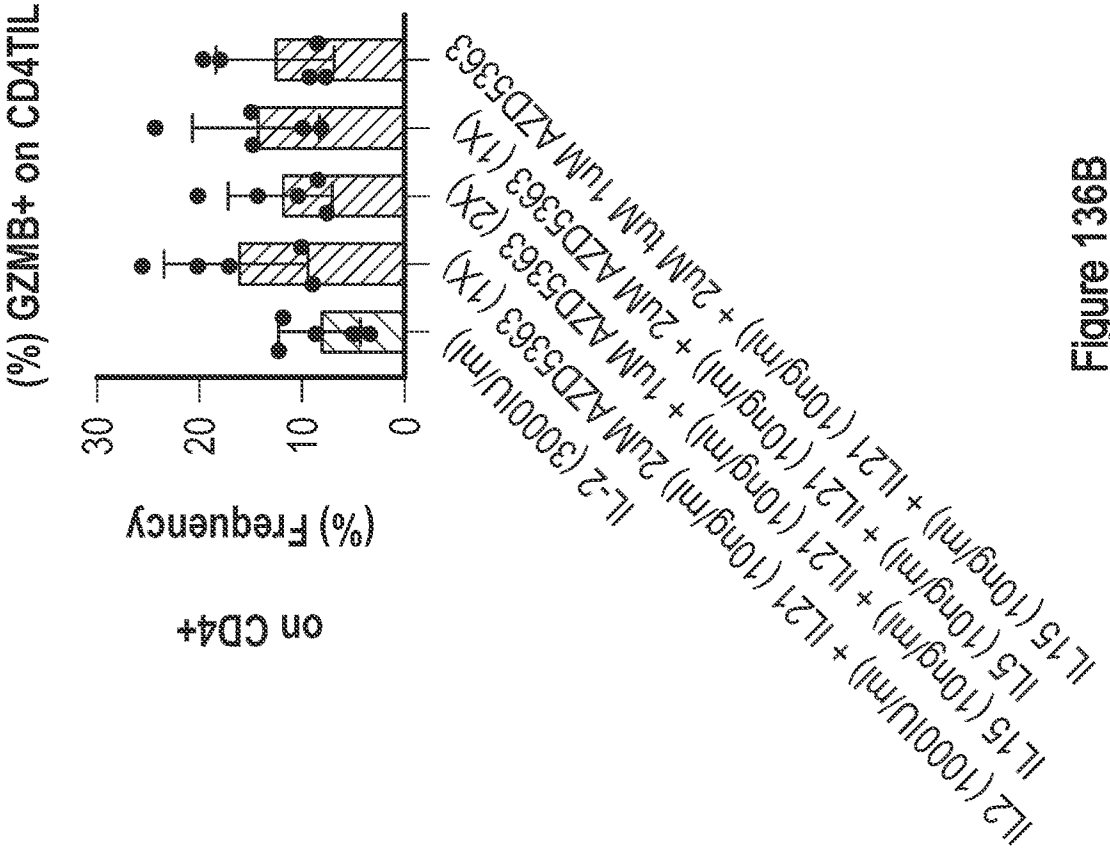 (%) GZMB+ on CD4TIL
(%) Frequency
on CD4+
30
20
10
0
IL-2 (3000IU/ml)
IL2 (1000IU/ml) + IL21 (10ng/ml) 2uM AZD5363 (1X)
IL15 (10ng/ml) + IL21 (10ng/ml) + 1uM AZD5363 (2X)
IL5 (10ng/ml) + IL21 (10ng/ml) + 2uM AZD5363 (1X)
IL15 (10ng/ml) + IL21 (10ng/ml) + 2uM tuM 1uM AZD5363
Figure 136B